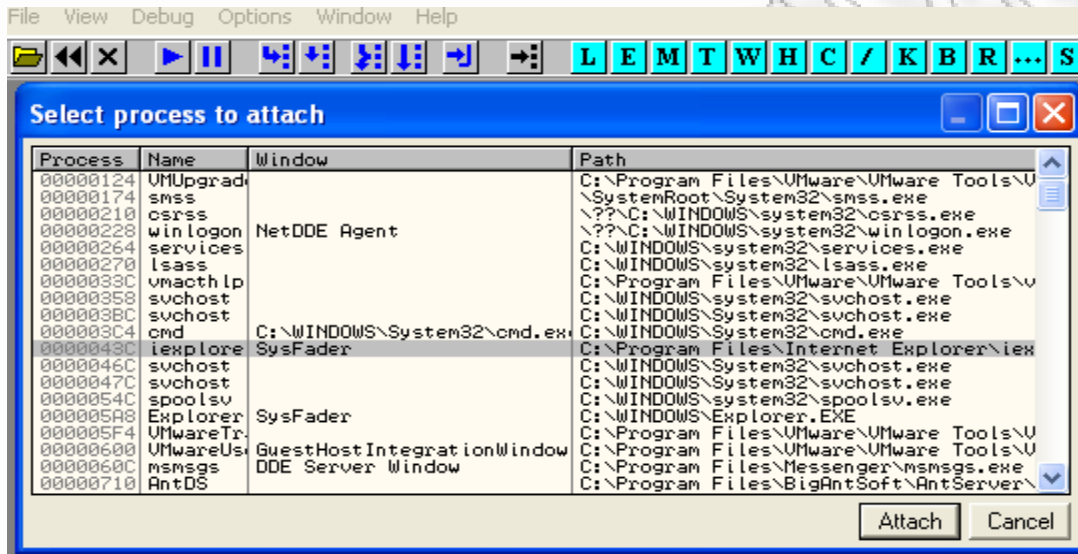 File View Debug Options Window Help
L E M T W H C / K B R ... S
Select process to attach
Process Name Window Path
00000124 VMUpgrad C:\Program Files\VMware\VMware Tools\V
00000174 smss \SystemRoot\System32\smss.exe
00000210 csrss \??\C:\WINDOWS\system32\csrss.exe
00000228 winlogon NetDDE Agent \??\C:\WINDOWS\system32\winlogon.exe
00000264 services C:\WINDOWS\system32\services.exe
00000270 lsass C:\WINDOWS\system32\lsass.exe
0000033C vmacthlp C:\Program Files\VMware\VMware Tools\v
00000358 svchost C:\WINDOWS\system32\svchost.exe
000003BC svchost C:\WINDOWS\system32\svchost.exe
000003C4 cmd C:\WINDOWS\System32\cmd.ex C:\WINDOWS\System32\cmd.exe
0000043C iexplore SysFader C:\Program Files\Internet Explorer\iex
0000046C svchost C:\WINDOWS\System32\svchost.exe
0000047C svchost C:\WINDOWS\System32\svchost.exe
0000054C spoolsv C:\WINDOWS\system32\spoolsv.exe
000005A8 Explorer SysFader C:\WINDOWS\Explorer.EXE
000005F4 VMwareTr C:\Program Files\VMware\VMware Tools\V
00000600 VMwareUs GuestHostIntegrationWindow C:\Program Files\VMware\VMware Tools\V
0000060C msmsgs DDE Server Window C:\Program Files\Messenger\msmsgs.exe
00000710 AntDS C:\Program Files\BigAntSoft\AntServer\
Attach Cancel